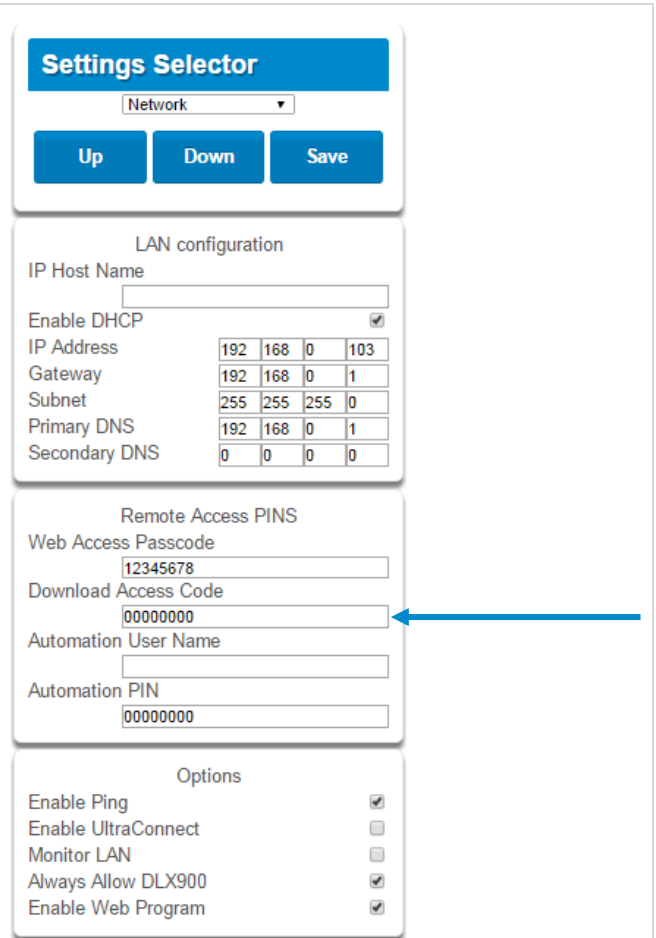 Settings Selector
Network
Up Down Save
LAN configuration
IP Host Name
Enable DHCP
IP Address 192 168 0 103
Gateway 192 168 0 1
Subnet 255 255 255 0
Primary DNS 192 168 0 1
Secondary DNS 0 0 0 0
Remote Access PINS
Web Access Passcode
12345678
Download Access Code
00000000
Automation User Name
Automation PIN
00000000
Options
Enable Ping
Enable UltraConnect
Monitor LAN
Always Allow DLX900
Enable Web Program